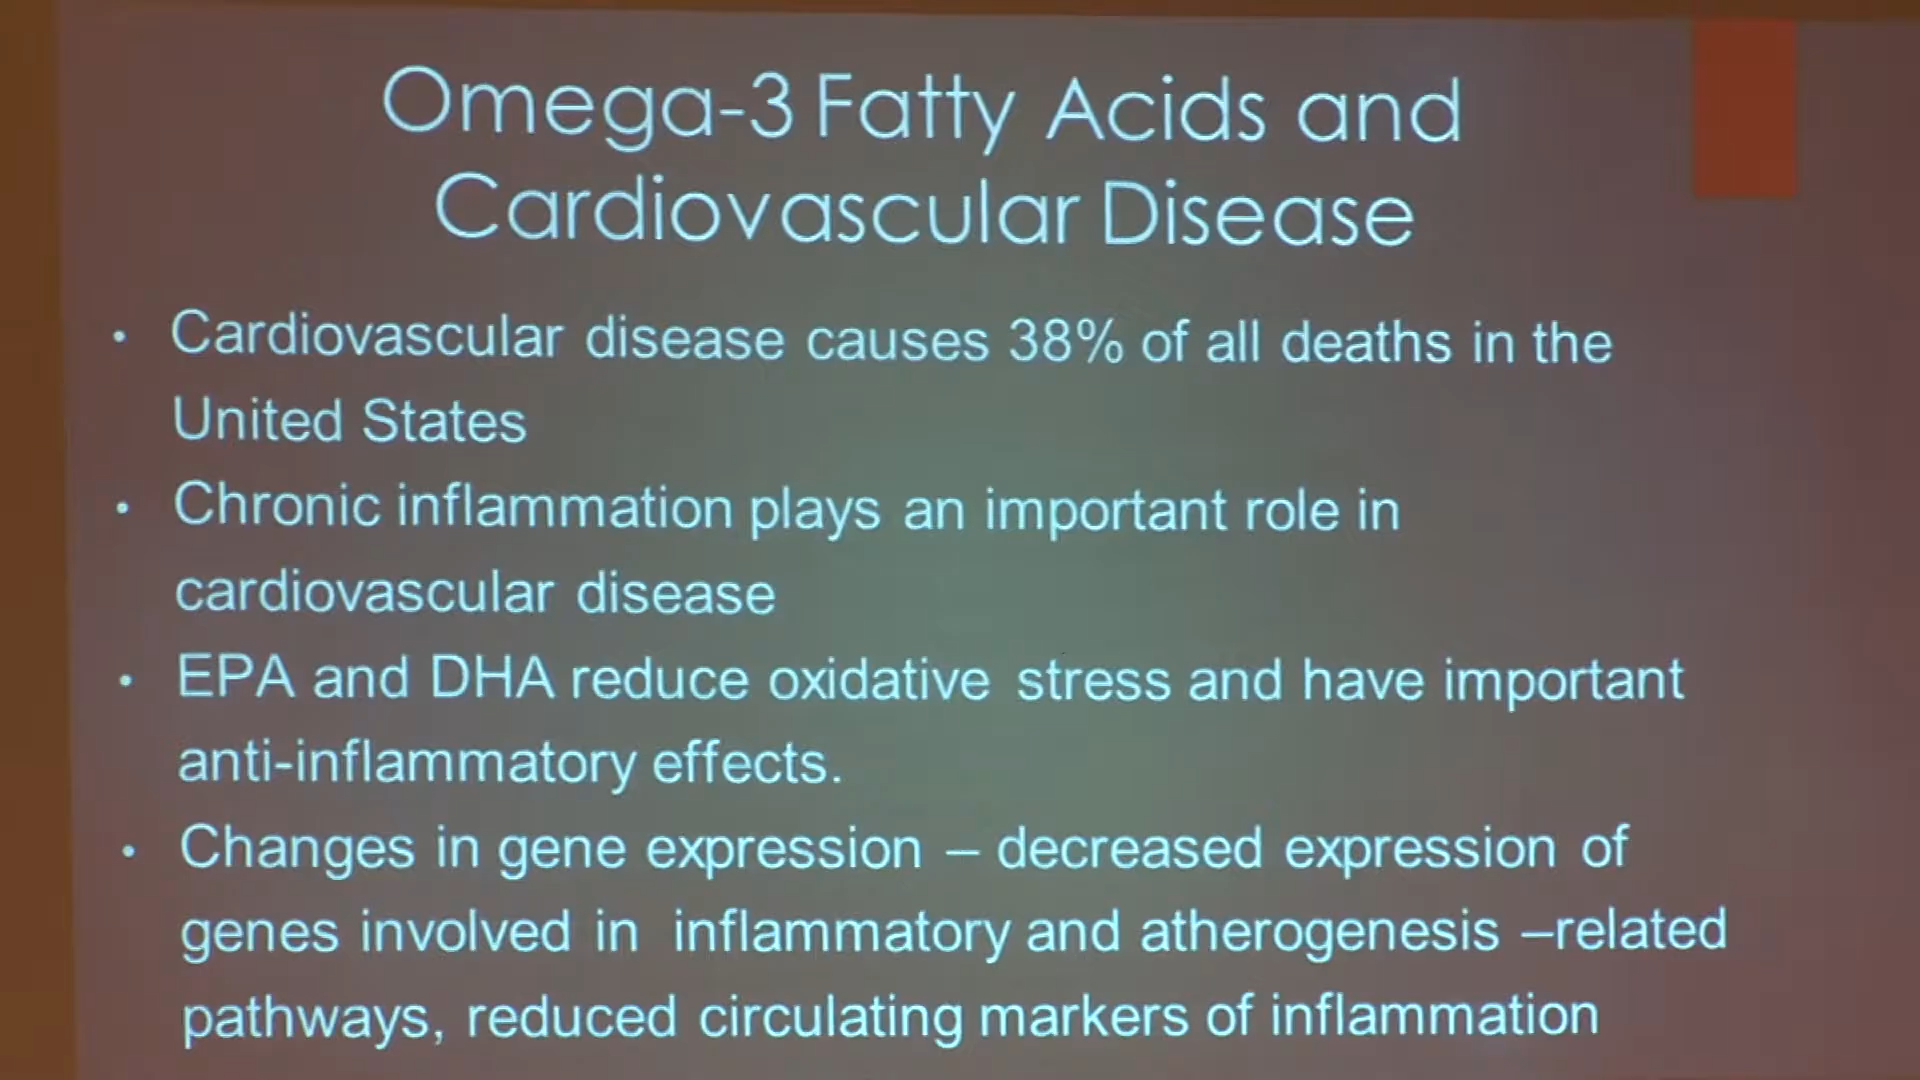 Omega-3 Fatty Acids and
Cardiovascular Disease
• Cardiovascular disease causes 38% of all deaths in the
United States
• Chronic inflammation plays an important role in
cardiovascular disease
• EPA and DHA reduce oxidative stress and have important
anti-inflammatory effects.
• Changes in gene expression – decreased expression of
genes involved in inflammatory and atherogenesis –related
pathways, reduced circulating markers of inflammation